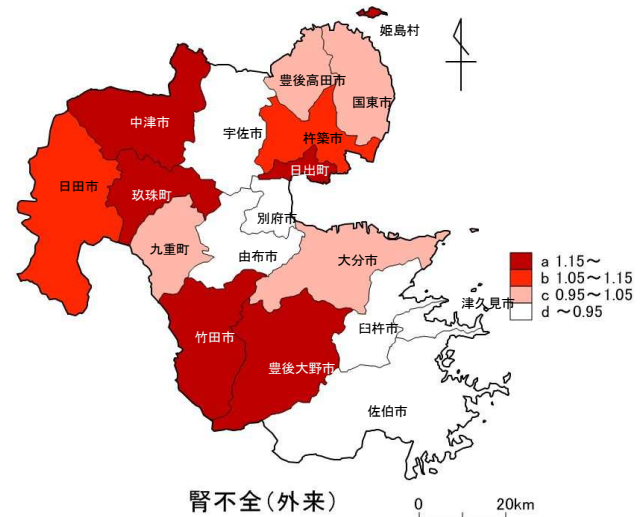 姫島村
豊後高田市
国東市
中津市
宇佐市
杵築市
日出町
日田市
玖珠町
別府市
九重町
由布市
大分市
a 1.15～
b 1.05～1.15
c 0.95～1.05
d ～0.95
津久見市
臼杵市
竹田市
豊後大野市
佐伯市
腎不全(外来)
0 20km